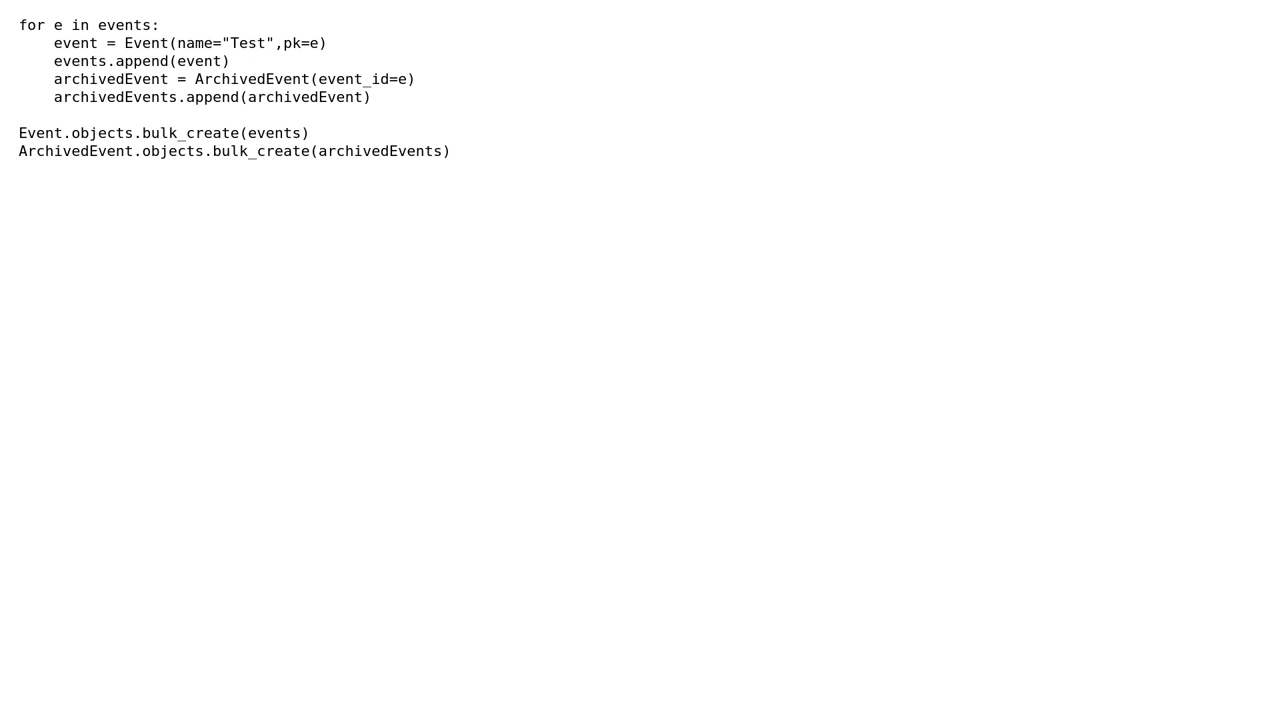 for e in events:
    event = Event(name="Test",pk=e)
    events.append(event)
    archivedEvent = ArchivedEvent(event_id=e)
    archivedEvents.append(archivedEvent)

Event.objects.bulk_create(events)
ArchivedEvent.objects.bulk_create(archivedEvents)